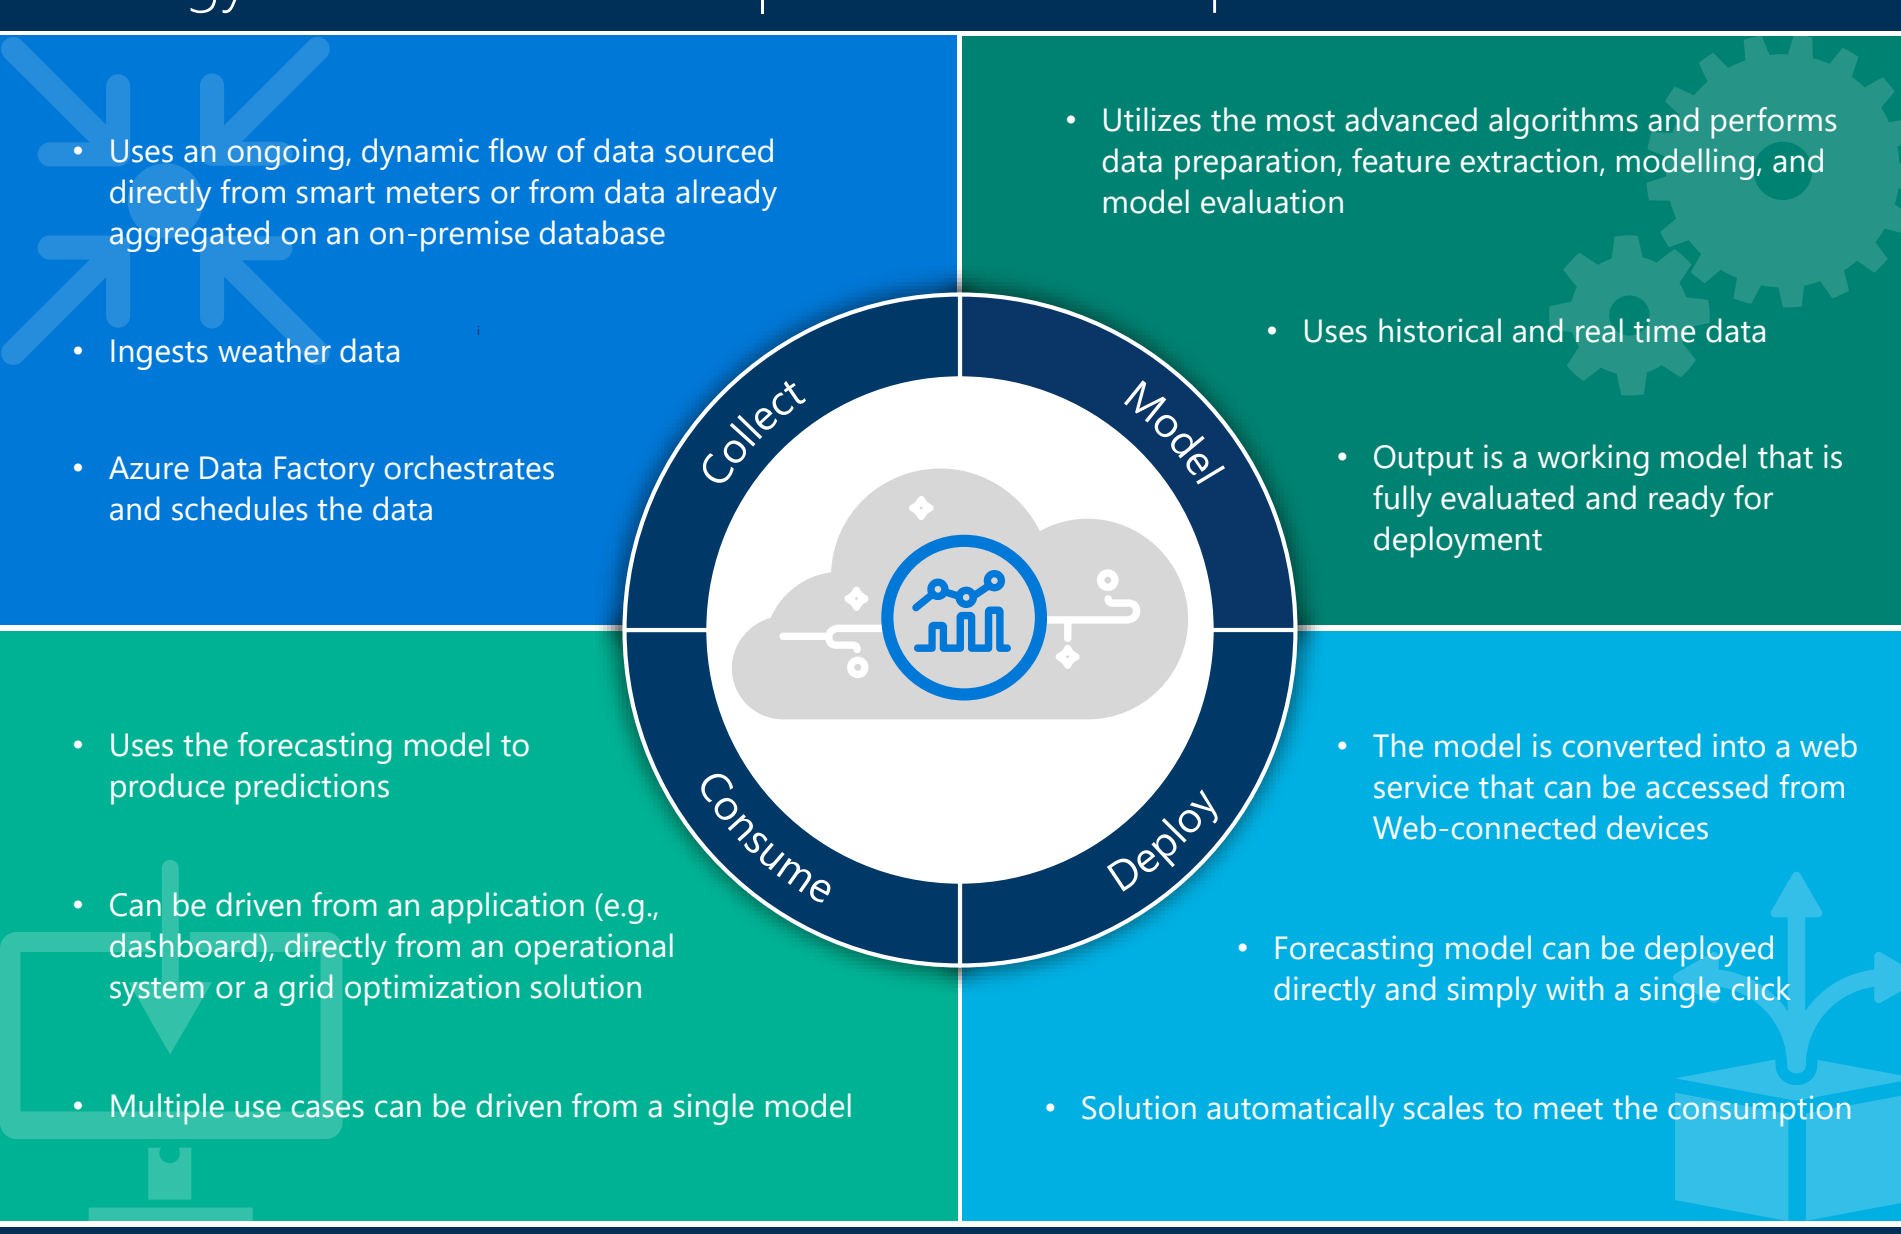 • Uses an ongoing, dynamic flow of data sourced
directly from smart meters or from data already
aggregated on an on-premise database
• Ingests weather data
• Azure Data Factory orchestrates
and schedules the data
• Utilizes the most advanced algorithms and performs
data preparation, feature extraction, modelling, and
model evaluation
• Uses historical and real time data
• Output is a working model that is
fully evaluated and ready for
deployment
Collect
Model
Consume
Deploy
• Uses the forecasting model to
produce predictions
• Can be driven from an application (e.g.,
dashboard), directly from an operational
system or a grid optimization solution
• Multiple use cases can be driven from a single model
• The model is converted into a web
service that can be accessed from
Web-connected devices
• Forecasting model can be deployed
directly and simply with a single click
• Solution automatically scales to meet the consumption